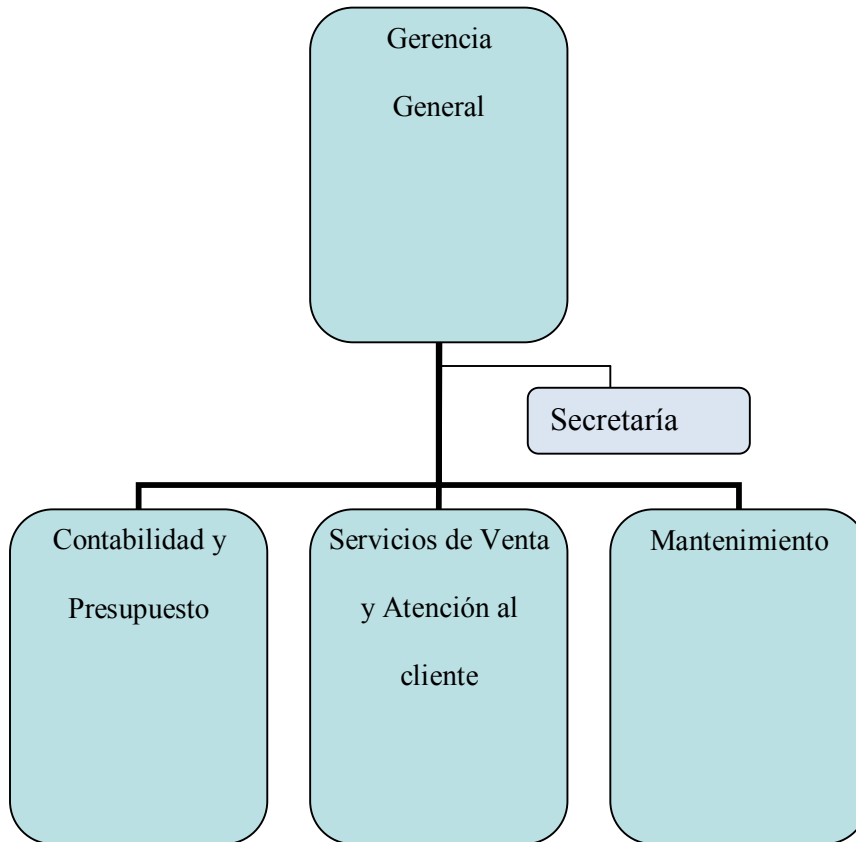 Gerencia
General
Secretaría
Contabilidad y
Presupuesto
Servicios de Venta
y Atención al
cliente
Mantenimiento